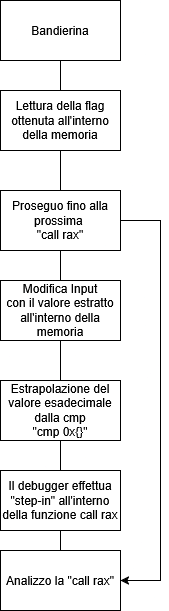 Bandierina
Lettura della flag
ottenuta all'interno
della memoria
Proseguo fino alla
prossima
"call rax"
Modifica Input
con il valore estratto
all'interno della
memoria
Estrapolazione del
valore esadecimale
dalla cmp
"cmp 0x{}"
Il debugger effettua
"step-in" all'interno
della funzione call rax
Analizzo la "call rax"